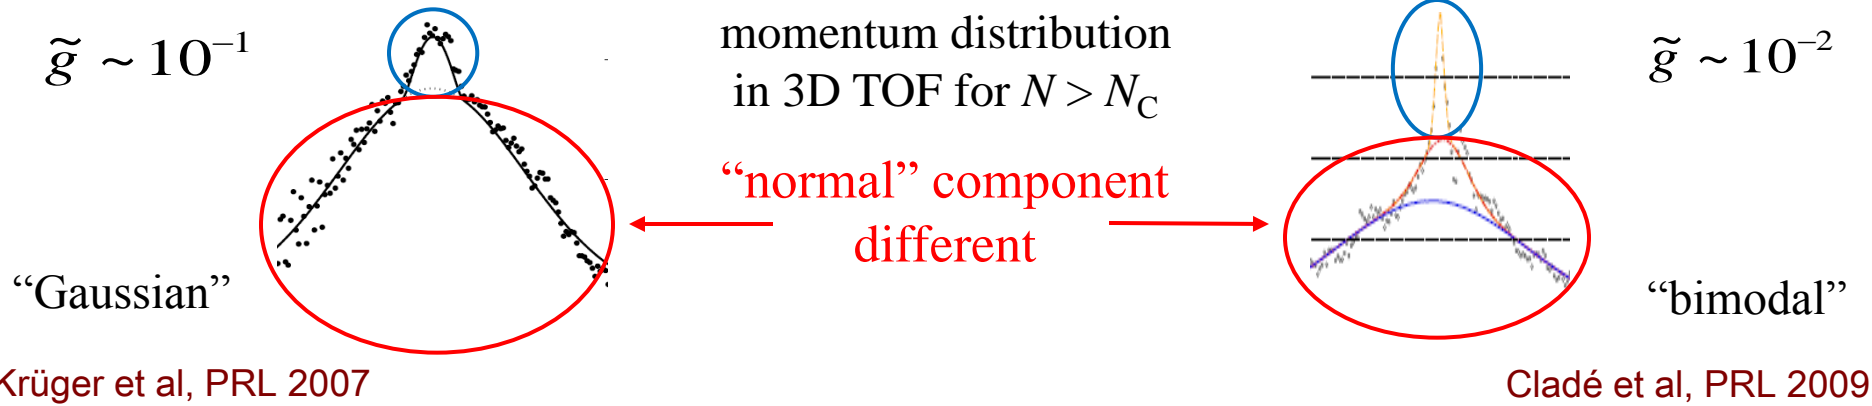 g̃ ~ 10⁻¹
momentum distribution
in 3D TOF for N > N_C
g̃ ~ 10⁻²
“normal” component
different
“Gaussian”
“bimodal”
Krüger et al, PRL 2007
Cladé et al, PRL 2009